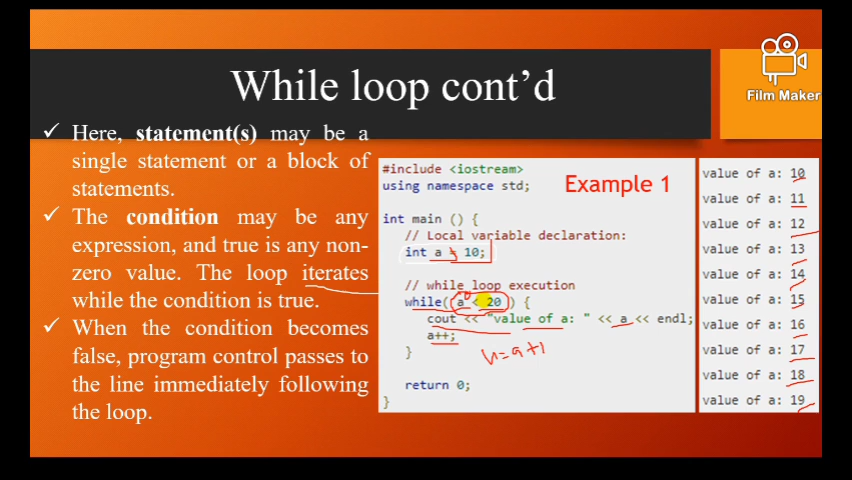 While loop cont’d
Film Maker
✓ Here, statement(s) may be a
single statement or a block of
statements.
✓ The condition may be any
expression, and true is any non-
zero value. The loop iterates
while the condition is true.
✓ When the condition becomes
false, program control passes to
the line immediately following
the loop.
Example 1
#include <iostream>
using namespace std;
int main () {
// Local variable declaration:
int a = 10;
// while loop execution
while( a < 20 ) {
cout << "value of a: " << a << endl;
a++;
}
return 0;
}
value of a: 10
value of a: 11
value of a: 12
value of a: 13
value of a: 14
value of a: 15
value of a: 16
value of a: 17
value of a: 18
value of a: 19